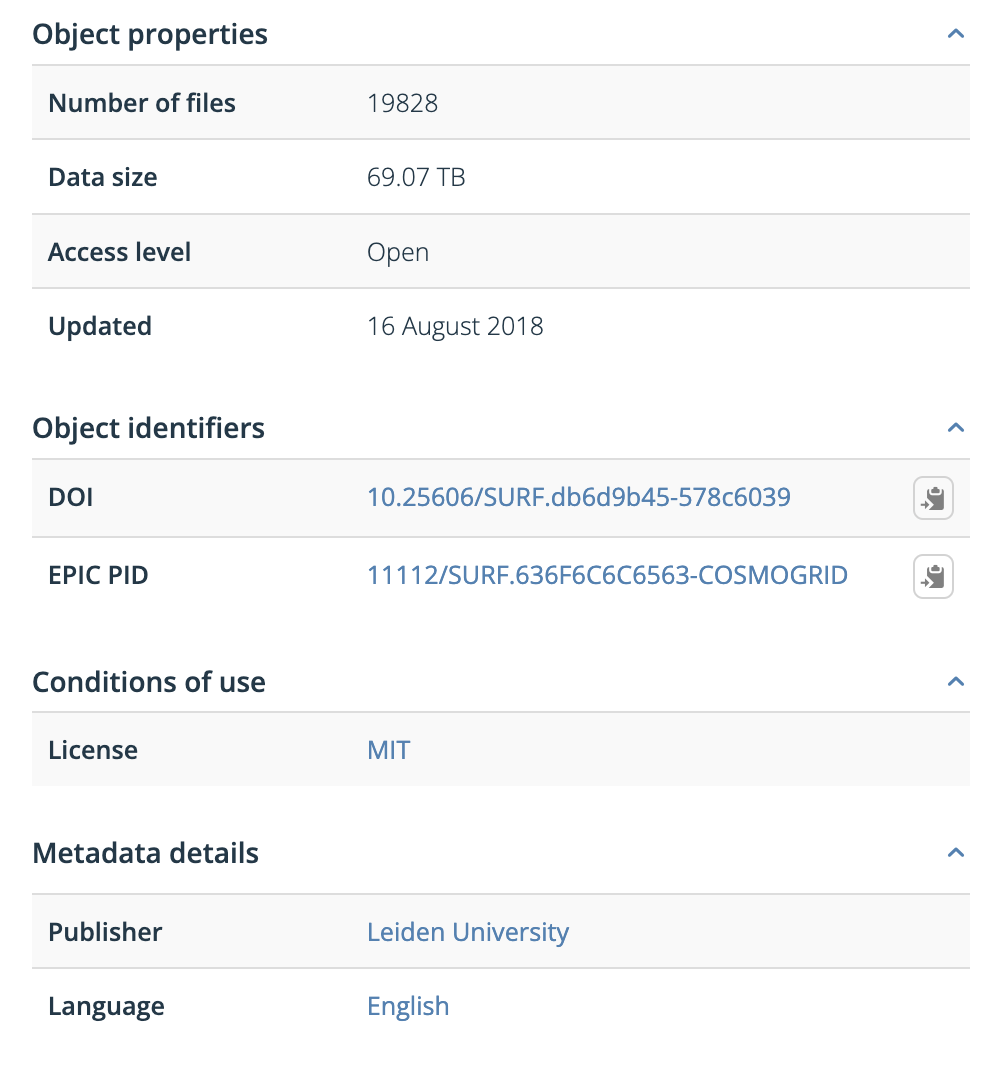 Object properties
Number of files 19828
Data size 69.07 TB
Access level Open
Updated 16 August 2018
Object identifiers
DOI 10.25606/SURF.db6d9b45-578c6039
EPIC PID 11112/SURF.636F6C6C6563-COSMOGRID
Conditions of use
License MIT
Metadata details
Publisher Leiden University
Language English